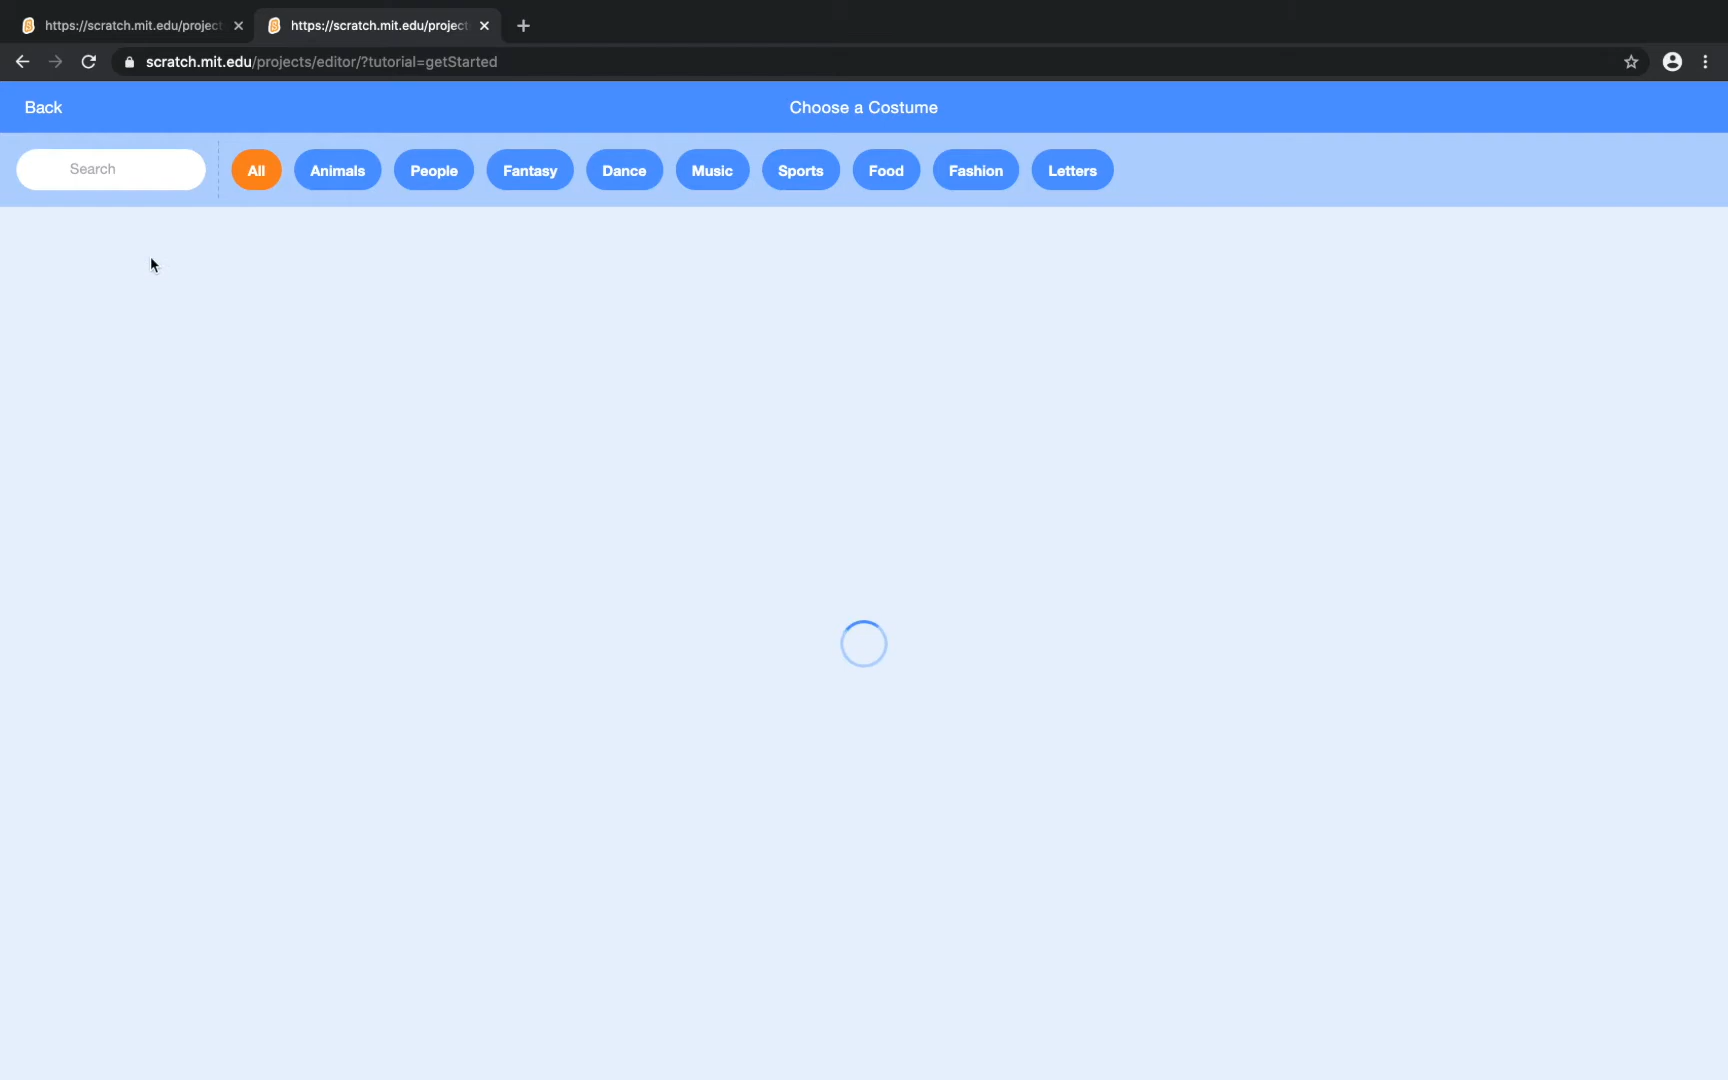 https://scratch.mit.edu/project
https://scratch.mit.edu/project
scratch.mit.edu/projects/editor/?tutorial=getStarted
Back
Choose a Costume
Search
All
Animals
People
Fantasy
Dance
Music
Sports
Food
Fashion
Letters